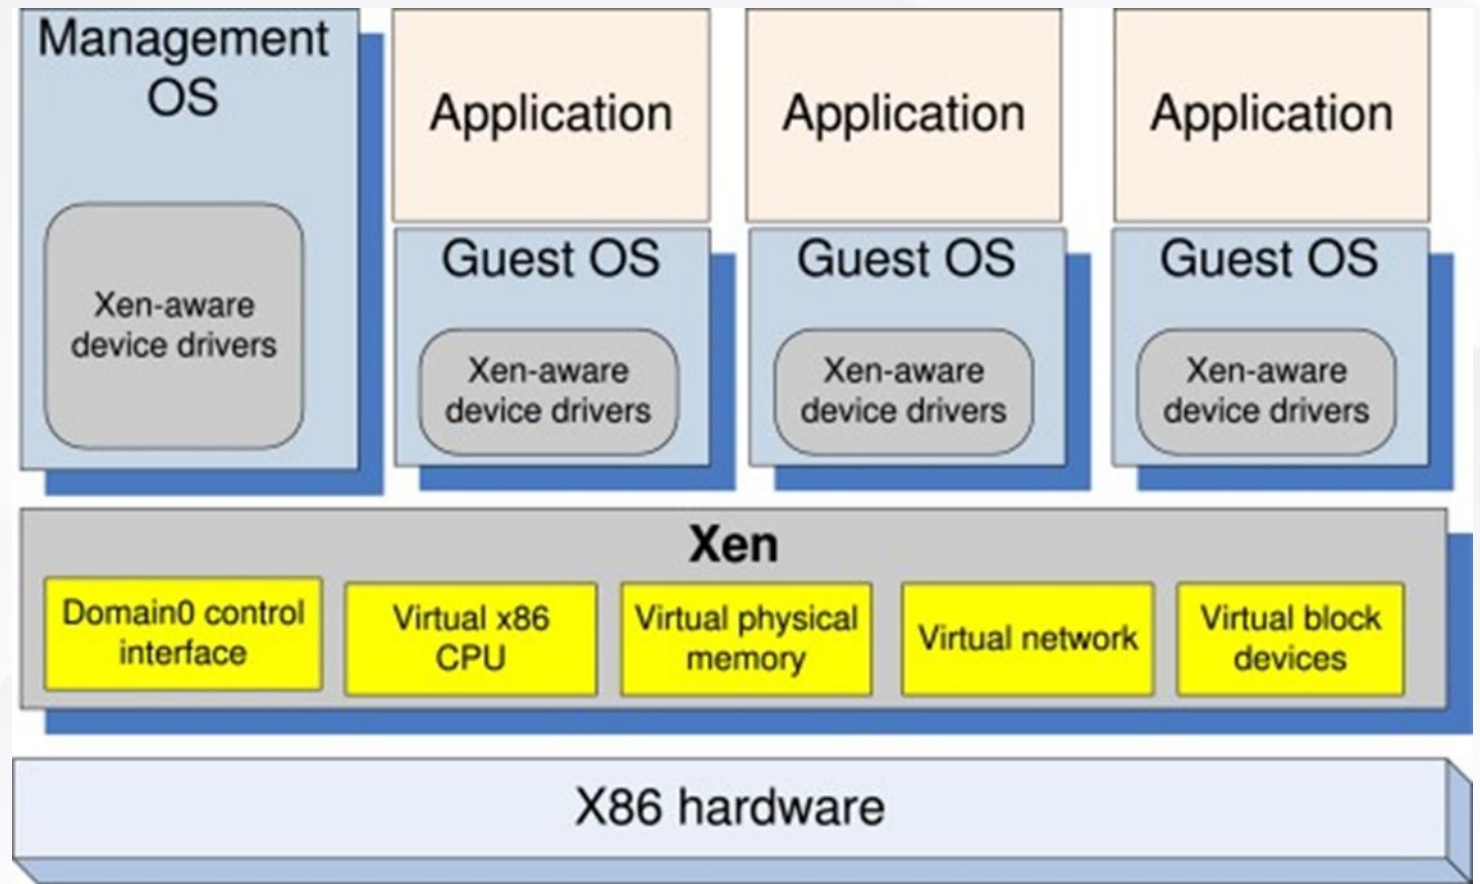 Management
OS
Xen-aware
device drivers
Application
Guest OS
Xen-aware
device drivers
Application
Guest OS
Xen-aware
device drivers
Application
Guest OS
Xen-aware
device drivers
Xen
Domain0 control
interface
Virtual x86
CPU
Virtual physical
memory
Virtual network
Virtual block
devices
X86 hardware